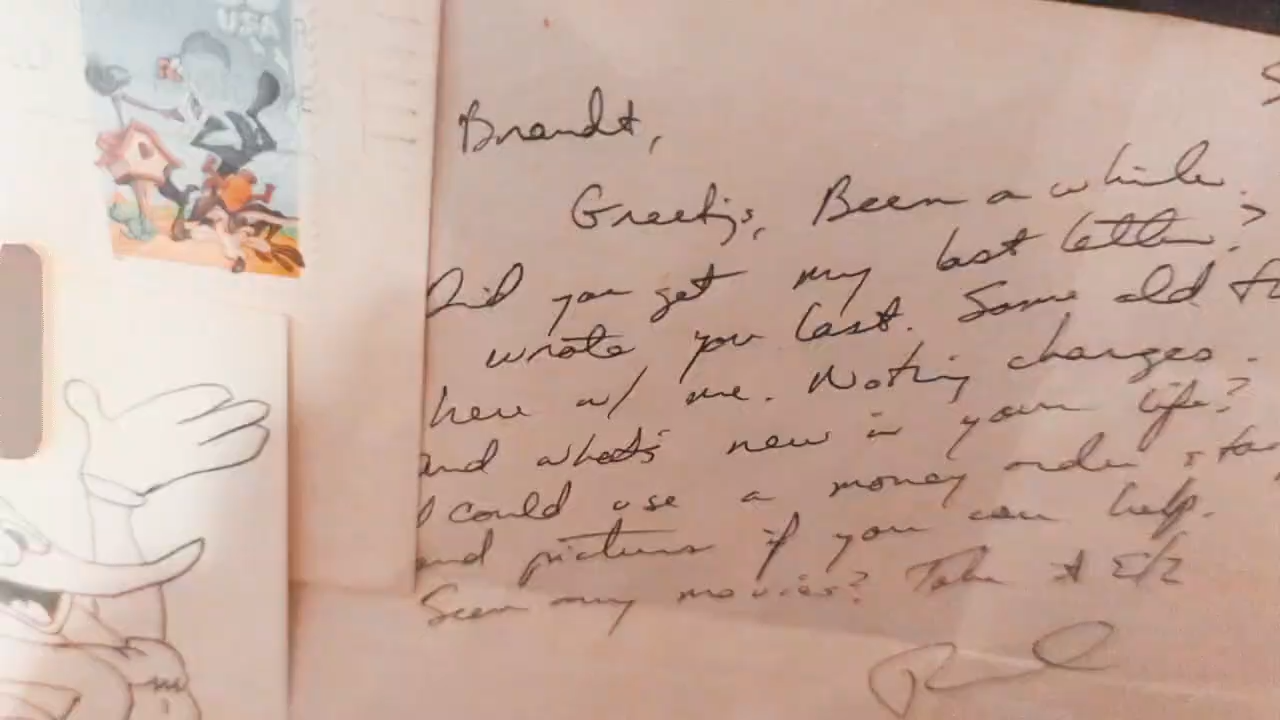 USA
Brandt,
Greetings, Been a while.
Did you get my last letter?
wrote you last. Same old
here w/ me. Nothing changes.
and what's new in your life?
I could use a money order
and pictures if you can help.
Seen any movies? Take it EZ